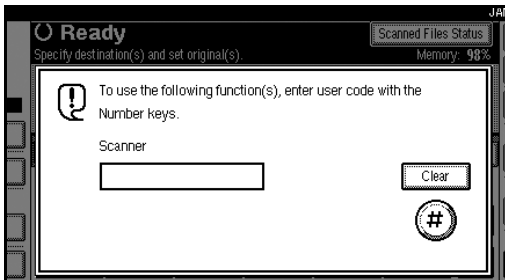 JAN
Ready
Scanned Files Status
Specify destination(s) and set original(s).
Memory: 98%
To use the following function(s), enter user code with the
Number keys.
Scanner
Clear
#